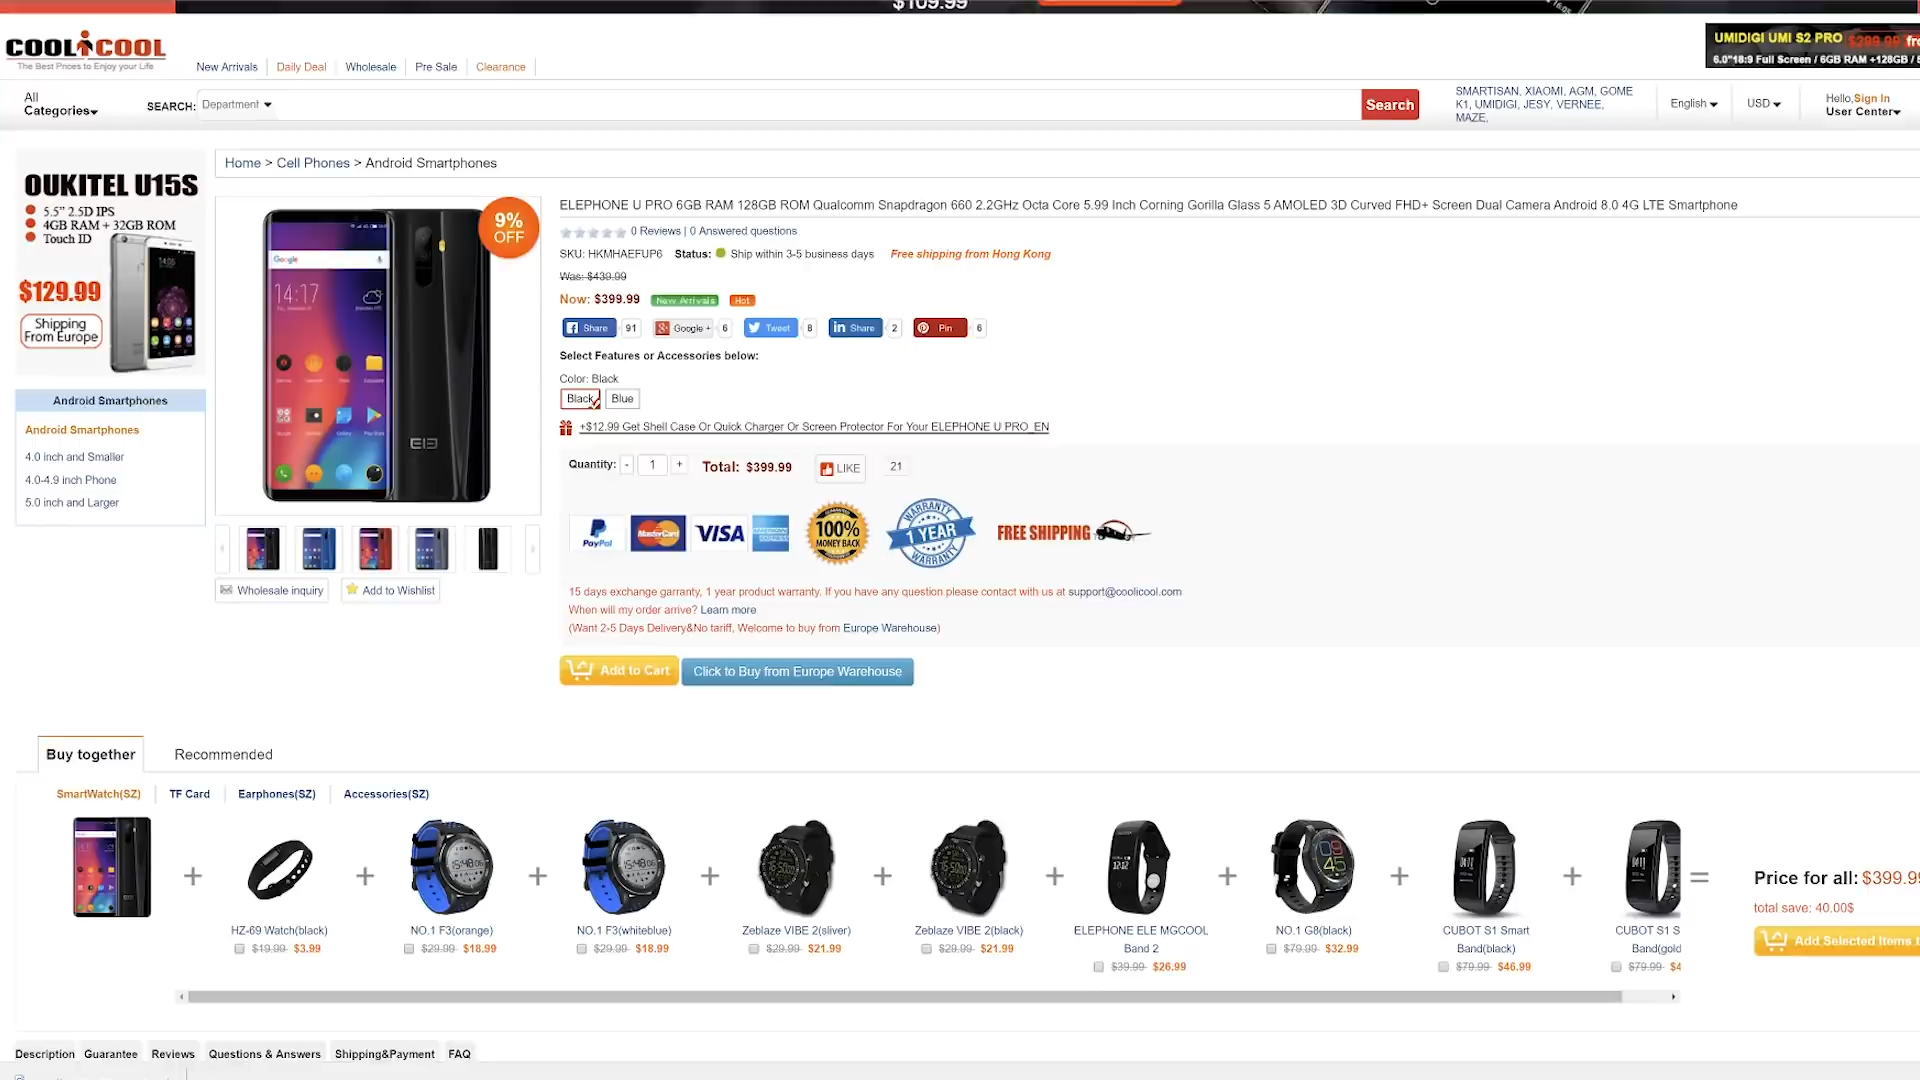 $109.99
COOLiCOOL
The Best Prices to Enjoy your Life
New Arrivals
Daily Deal
Wholesale
Pre Sale
Clearance
UMIDIGI UMI S2 PRO $299.99 fro
6.0"18:9 Full Screen / 6GB RAM +128GB /
All
Categories
SEARCH:
Department
Search
SMARTISAN, XIAOMI, AGM, GOME
K1, UMIDIGI, JESY, VERNEE,
MAZE,
English
USD
Hello,Sign In
User Center
OUKITEL U15S
5.5" 2.5D IPS
4GB RAM + 32GB ROM
Touch ID
$129.99
Shipping
From Europe
Android Smartphones
Android Smartphones
4.0 inch and Smaller
4.0-4.9 inch Phone
5.0 inch and Larger
Home > Cell Phones > Android Smartphones
9%
OFF
Google
14:17
Wholesale inquiry
Add to Wishlist
ELEPHONE U PRO 6GB RAM 128GB ROM Qualcomm Snapdragon 660 2.2GHz Octa Core 5.99 Inch Corning Gorilla Glass 5 AMOLED 3D Curved FHD+ Screen Dual Camera Android 8.0 4G LTE Smartphone
0 Reviews | 0 Answered questions
SKU: HKMHAEFUP6 Status: Ship within 3-5 business days Free shipping from Hong Kong
Was: $439.99
Now: $399.99 New Arrivals Hot
Share 91 Google + 6 Tweet 8 Share 2 Pin 6
Select Features or Accessories below:
Color: Black
Black Blue
+$12.99 Get Shell Case Or Quick Charger Or Screen Protector For Your ELEPHONE U PRO_EN
Quantity: - 1 + Total: $399.99 LIKE 21
PayPal MasterCard VISA AMERICAN EXPRESS
100%
MONEY BACK
WARRANTY
1 YEAR
WARRANTY
FREE SHIPPING
15 days exchange garranty, 1 year product warranty. If you have any question please contact with us at support@coolicool.com
When will my order arrive? Learn more
(Want 2-5 Days Delivery&No tariff, Welcome to buy from Europe Warehouse)
Add to Cart
Click to Buy from Europe Warehouse
Buy together
Recommended
SmartWatch(SZ)
TF Card
Earphones(SZ)
Accessories(SZ)
HZ-69 Watch(black)
$19.99 $3.99
NO.1 F3(orange)
$29.99 $18.99
NO.1 F3(whiteblue)
$29.99 $18.99
Zeblaze VIBE 2(sliver)
$29.99 $21.99
Zeblaze VIBE 2(black)
$29.99 $21.99
ELEPHONE ELE MGCOOL
Band 2
$39.99 $26.99
NO.1 G8(black)
$79.99 $32.99
CUBOT S1 Smart
Band(black)
$79.99 $46.99
CUBOT S1 S
Band(gold
$79.99 $4
Price for all: $399.99
total save: 40.00$
Add Selected Items t
Description
Guarantee
Reviews
Questions & Answers
Shipping&Payment
FAQ